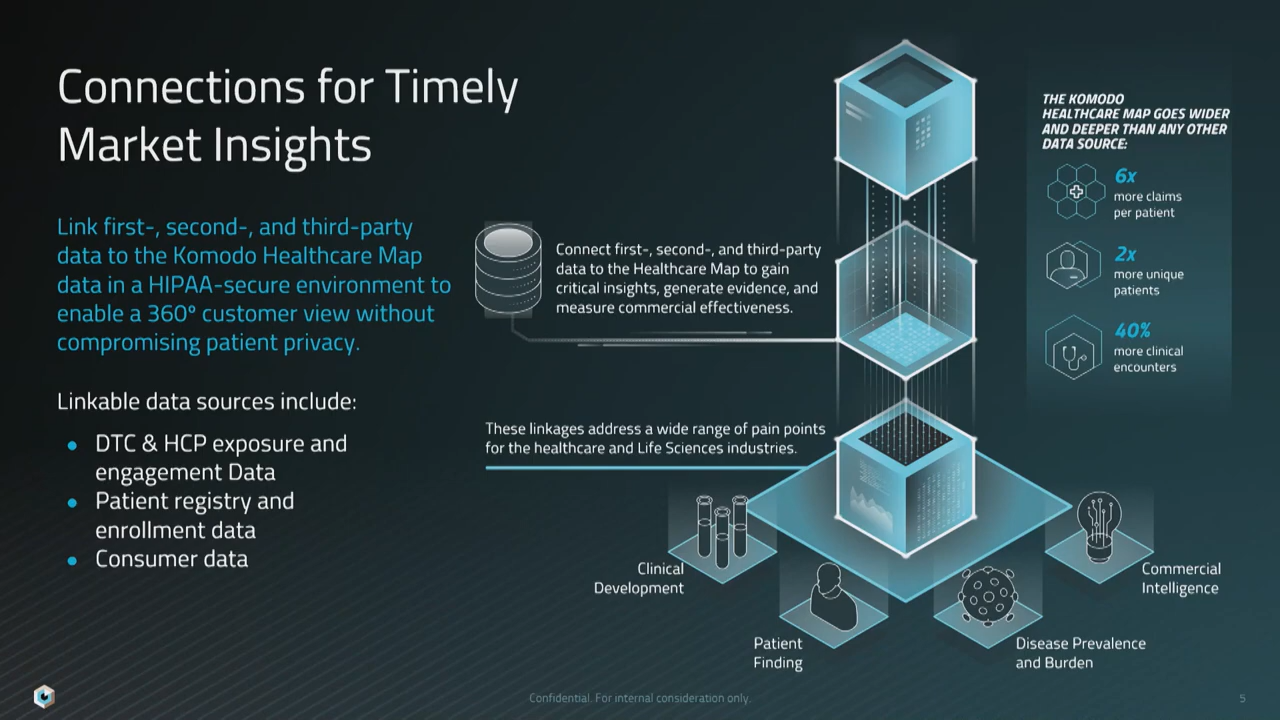 Connections for Timely
Market Insights
Link first-, second-, and third-party
data to the Komodo Healthcare Map
data in a HIPAA-secure environment to
enable a 360º customer view without
compromising patient privacy.
Linkable data sources include:
● DTC & HCP exposure and
engagement Data
● Patient registry and
enrollment data
● Consumer data
Connect first-, second-, and third-party
data to the Healthcare Map to gain
critical insights, generate evidence, and
measure commercial effectiveness.
These linkages address a wide range of pain points
for the healthcare and Life Sciences industries.
Clinical
Development
Patient
Finding
Disease Prevalence
and Burden
Commercial
Intelligence
THE KOMODO
HEALTHCARE MAP GOES WIDER
AND DEEPER THAN ANY OTHER
DATA SOURCE:
6x
more claims
per patient
2x
more unique
patients
40%
more clinical
encounters
Confidential. For internal consideration only.
5